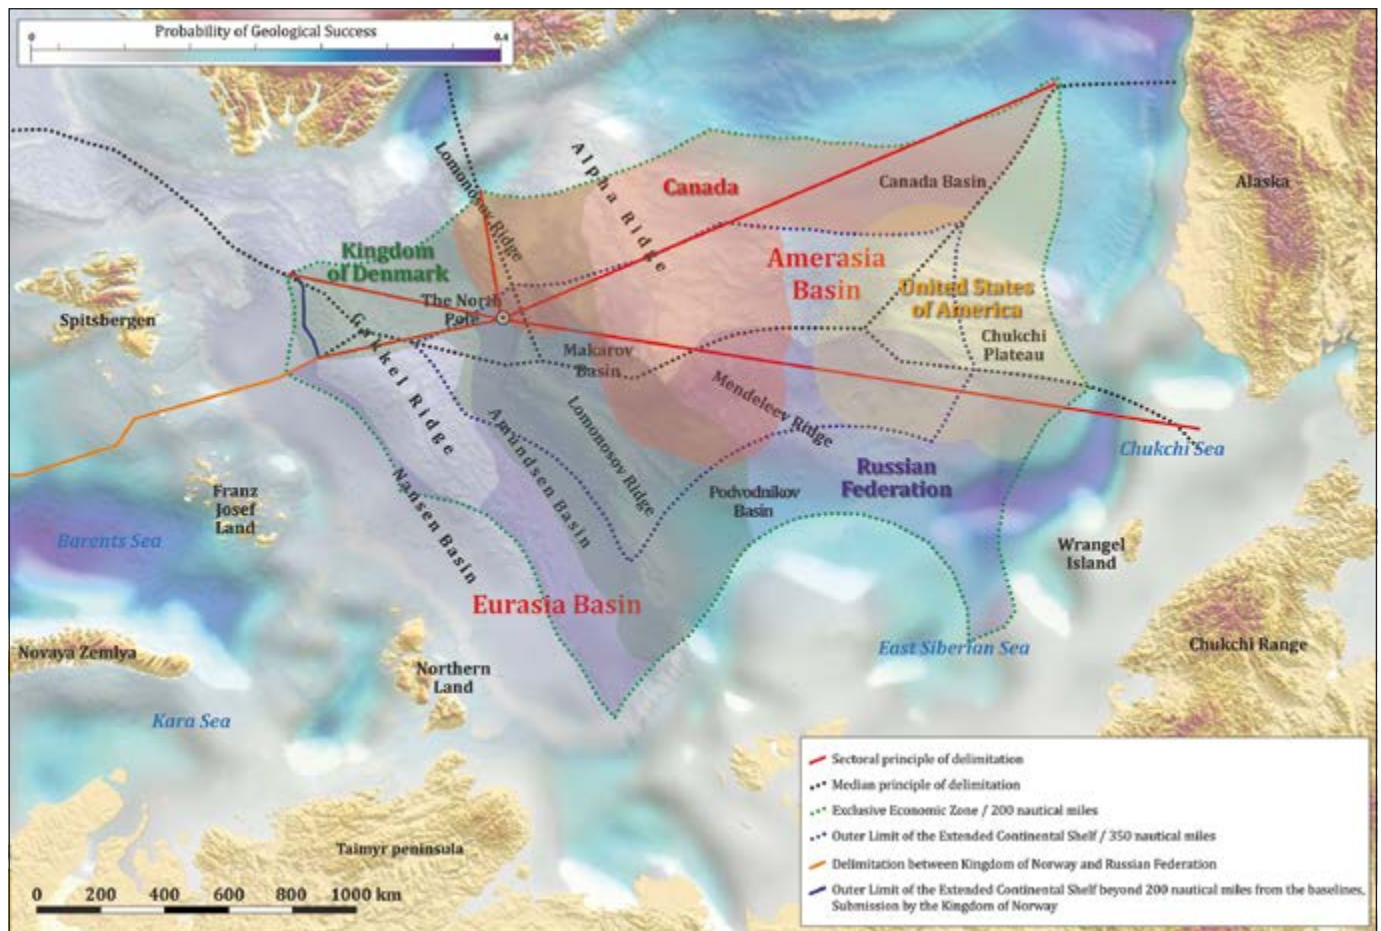 Probability of Geological Success
0
0.4
Lomonosov Ridge
Alpha Ridge
Canada
Canada Basin
Alaska
Kingdom
of Denmark
Amerasia
Basin
United States
of America
The North
Pole
Spitsbergen
Gakkel Ridge
Makarov
Basin
Chukchi
Plateau
Mendeleev Ridge
Lomonosov Ridge
Amundsen Basin
Nansen Basin
Chukchi Sea
Russian
Federation
Podvodnikov
Basin
Franz
Josef
Land
Barents Sea
Wrangel
Island
Eurasia Basin
East Siberian Sea
Chukchi Range
Novaya Zemlya
Northern
Land
Kara Sea
Taimyr peninsula
0 200 400 600 800 1000 km
Sectoral principle of delimitation
Median principle of delimitation
Exclusive Economic Zone / 200 nautical miles
Outer Limit of the Extended Continental Shelf / 350 nautical miles
Delimitation between Kingdom of Norway and Russian Federation
Outer Limit of the Extended Continental Shelf beyond 200 nautical miles from the baselines,
Submission by the Kingdom of Norway